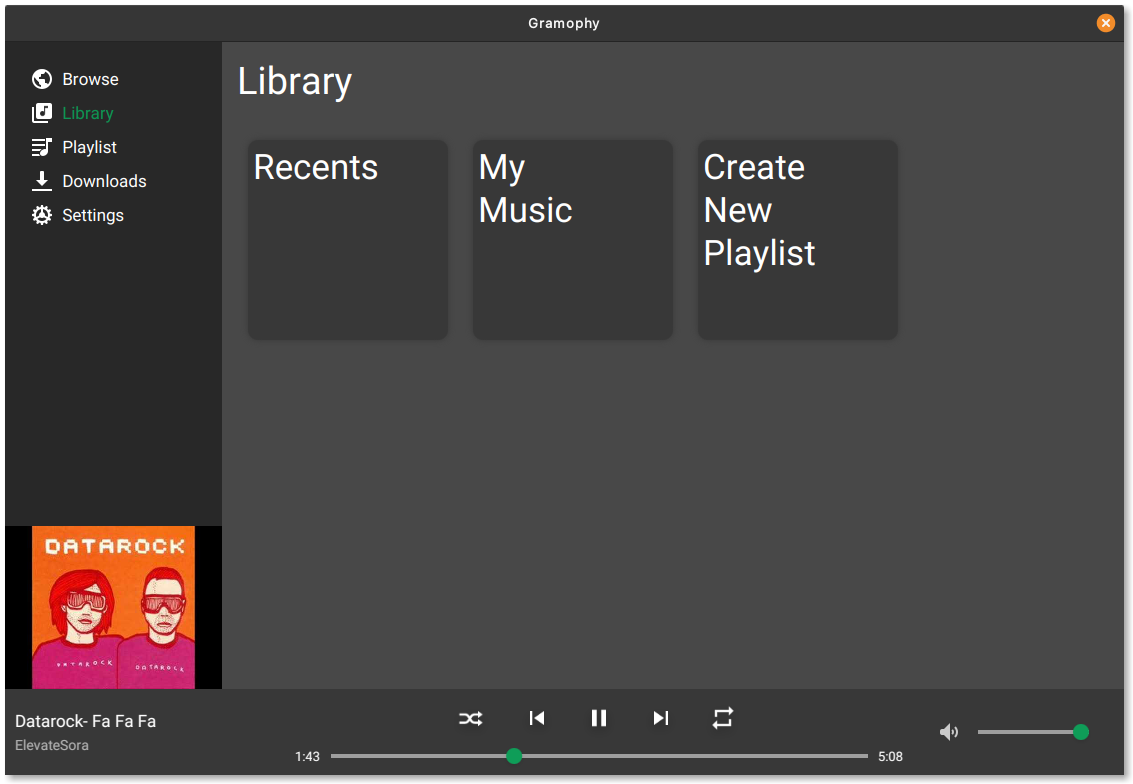 Gramophy
Browse
Library
Playlist
Downloads
Settings
Library
Recents
My
Music
Create
New
Playlist
DATAROCK
DATAROCK
DATAROCK
Datarock- Fa Fa Fa
ElevateSora
1:43
5:08